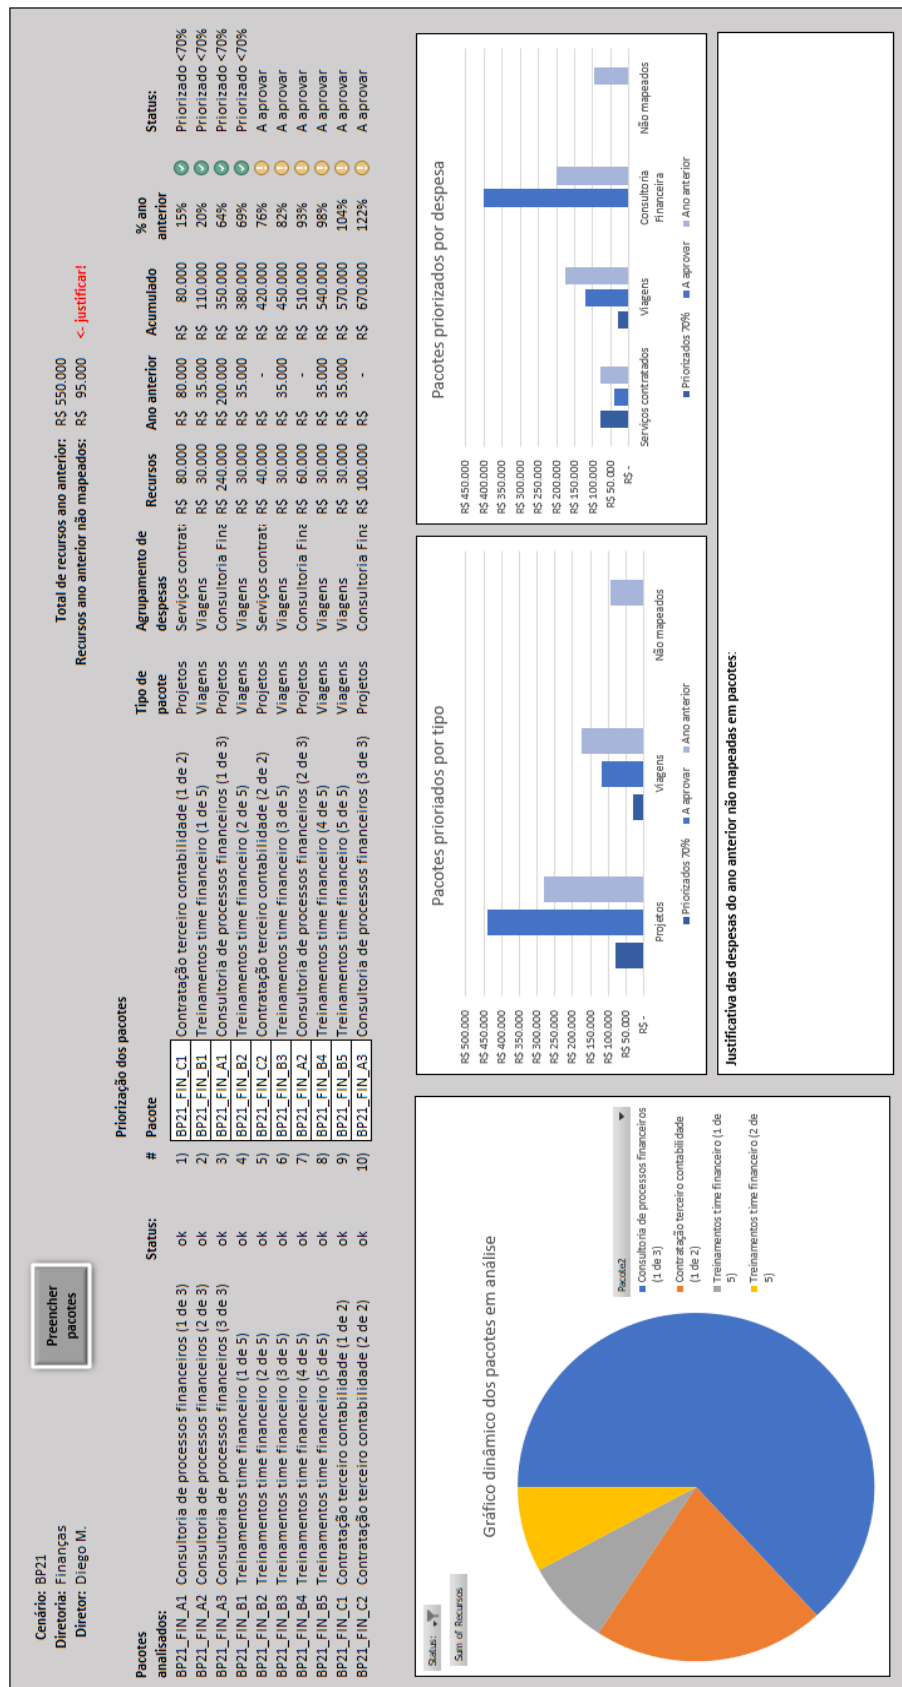 Cenário: BP21
Diretoria: Finanças
Diretor: Diego M.
Preencher
pacotes
Total de recursos ano anterior: R$ 550.000
Recursos ano anterior não mapeados: R$ 95.000 <- justificar!
Priorização dos pacotes
Pacotes
analisados: Status: # Pacote Tipo de
pacote Agrupamento de
despesas Recursos Ano anterior Acumulado % ano
anterior Status:
BP21_FIN_A1 Consultoria de processos financeiros (1 de 3) ok 1) BP21_FIN_C1 Contratação terceiro contabilidade (1 de 2) Projetos Serviços contrata R$ 80.000 R$ 80.000 R$ 80.000 15% Priorizado <70%
BP21_FIN_A2 Consultoria de processos financeiros (2 de 3) ok 2) BP21_FIN_B1 Treinamentos time financeiro (1 de 5) Viagens Viagens R$ 30.000 R$ 35.000 R$ 110.000 20% Priorizado <70%
BP21_FIN_A3 Consultoria de processos financeiros (3 de 3) ok 3) BP21_FIN_A1 Consultoria de processos financeiros (1 de 3) Projetos Consultoria Fina R$ 240.000 R$ 200.000 R$ 350.000 64% Priorizado <70%
BP21_FIN_B1 Treinamentos time financeiro (1 de 5) ok 4) BP21_FIN_B2 Treinamentos time financeiro (2 de 5) Viagens Viagens R$ 30.000 R$ 35.000 R$ 380.000 69% Priorizado <70%
BP21_FIN_B2 Treinamentos time financeiro (2 de 5) ok 5) BP21_FIN_C2 Contratação terceiro contabilidade (2 de 2) Projetos Serviços contrata R$ 40.000 R$ - R$ 420.000 76% A aprovar
BP21_FIN_B3 Treinamentos time financeiro (3 de 5) ok 6) BP21_FIN_B3 Treinamentos time financeiro (3 de 5) Viagens Viagens R$ 30.000 R$ 35.000 R$ 450.000 82% A aprovar
BP21_FIN_B4 Treinamentos time financeiro (4 de 5) ok 7) BP21_FIN_A2 Consultoria de processos financeiros (2 de 3) Projetos Consultoria Fina R$ 60.000 R$ - R$ 510.000 93% A aprovar
BP21_FIN_B5 Treinamentos time financeiro (5 de 5) ok 8) BP21_FIN_B4 Treinamentos time financeiro (4 de 5) Viagens Viagens R$ 30.000 R$ 35.000 R$ 540.000 98% A aprovar
BP21_FIN_C1 Contratação terceiro contabilidade (1 de 2) ok 9) BP21_FIN_B5 Treinamentos time financeiro (5 de 5) Viagens Viagens R$ 30.000 R$ 35.000 R$ 570.000 104% A aprovar
BP21_FIN_C2 Contratação terceiro contabilidade (2 de 2) ok 10) BP21_FIN_A3 Consultoria de processos financeiros (3 de 3) Projetos Consultoria Fina R$ 100.000 R$ - R$ 670.000 122% A aprovar
Status:
Sum of Recursos
Gráfico dinâmico dos pacotes em análise
Pacote2
Consultoria de processos financeiros
(1 de 3)
Contratação terceiro contabilidade
(1 de 2)
Treinamentos time financeiro (1 de
5)
Treinamentos time financeiro (2 de
5)
Pacotes prioriados por tipo
R$ 500.000
R$ 450.000
R$ 400.000
R$ 350.000
R$ 300.000
R$ 250.000
R$ 200.000
R$ 150.000
R$ 100.000
R$ 50.000
R$ -
Projetos Viagens Não mapeados
Priorizados 70% A aprovar Ano anterior
Pacotes priorizados por despesa
R$ 450.000
R$ 400.000
R$ 350.000
R$ 300.000
R$ 250.000
R$ 200.000
R$ 150.000
R$ 100.000
R$ 50.000
R$ -
Serviços contratados Viagens Consultoria
Financeira Não mapeados
Priorizados 70% A aprovar Ano anterior
Justificativa das despesas do ano anterior não mapeadas em pacotes: